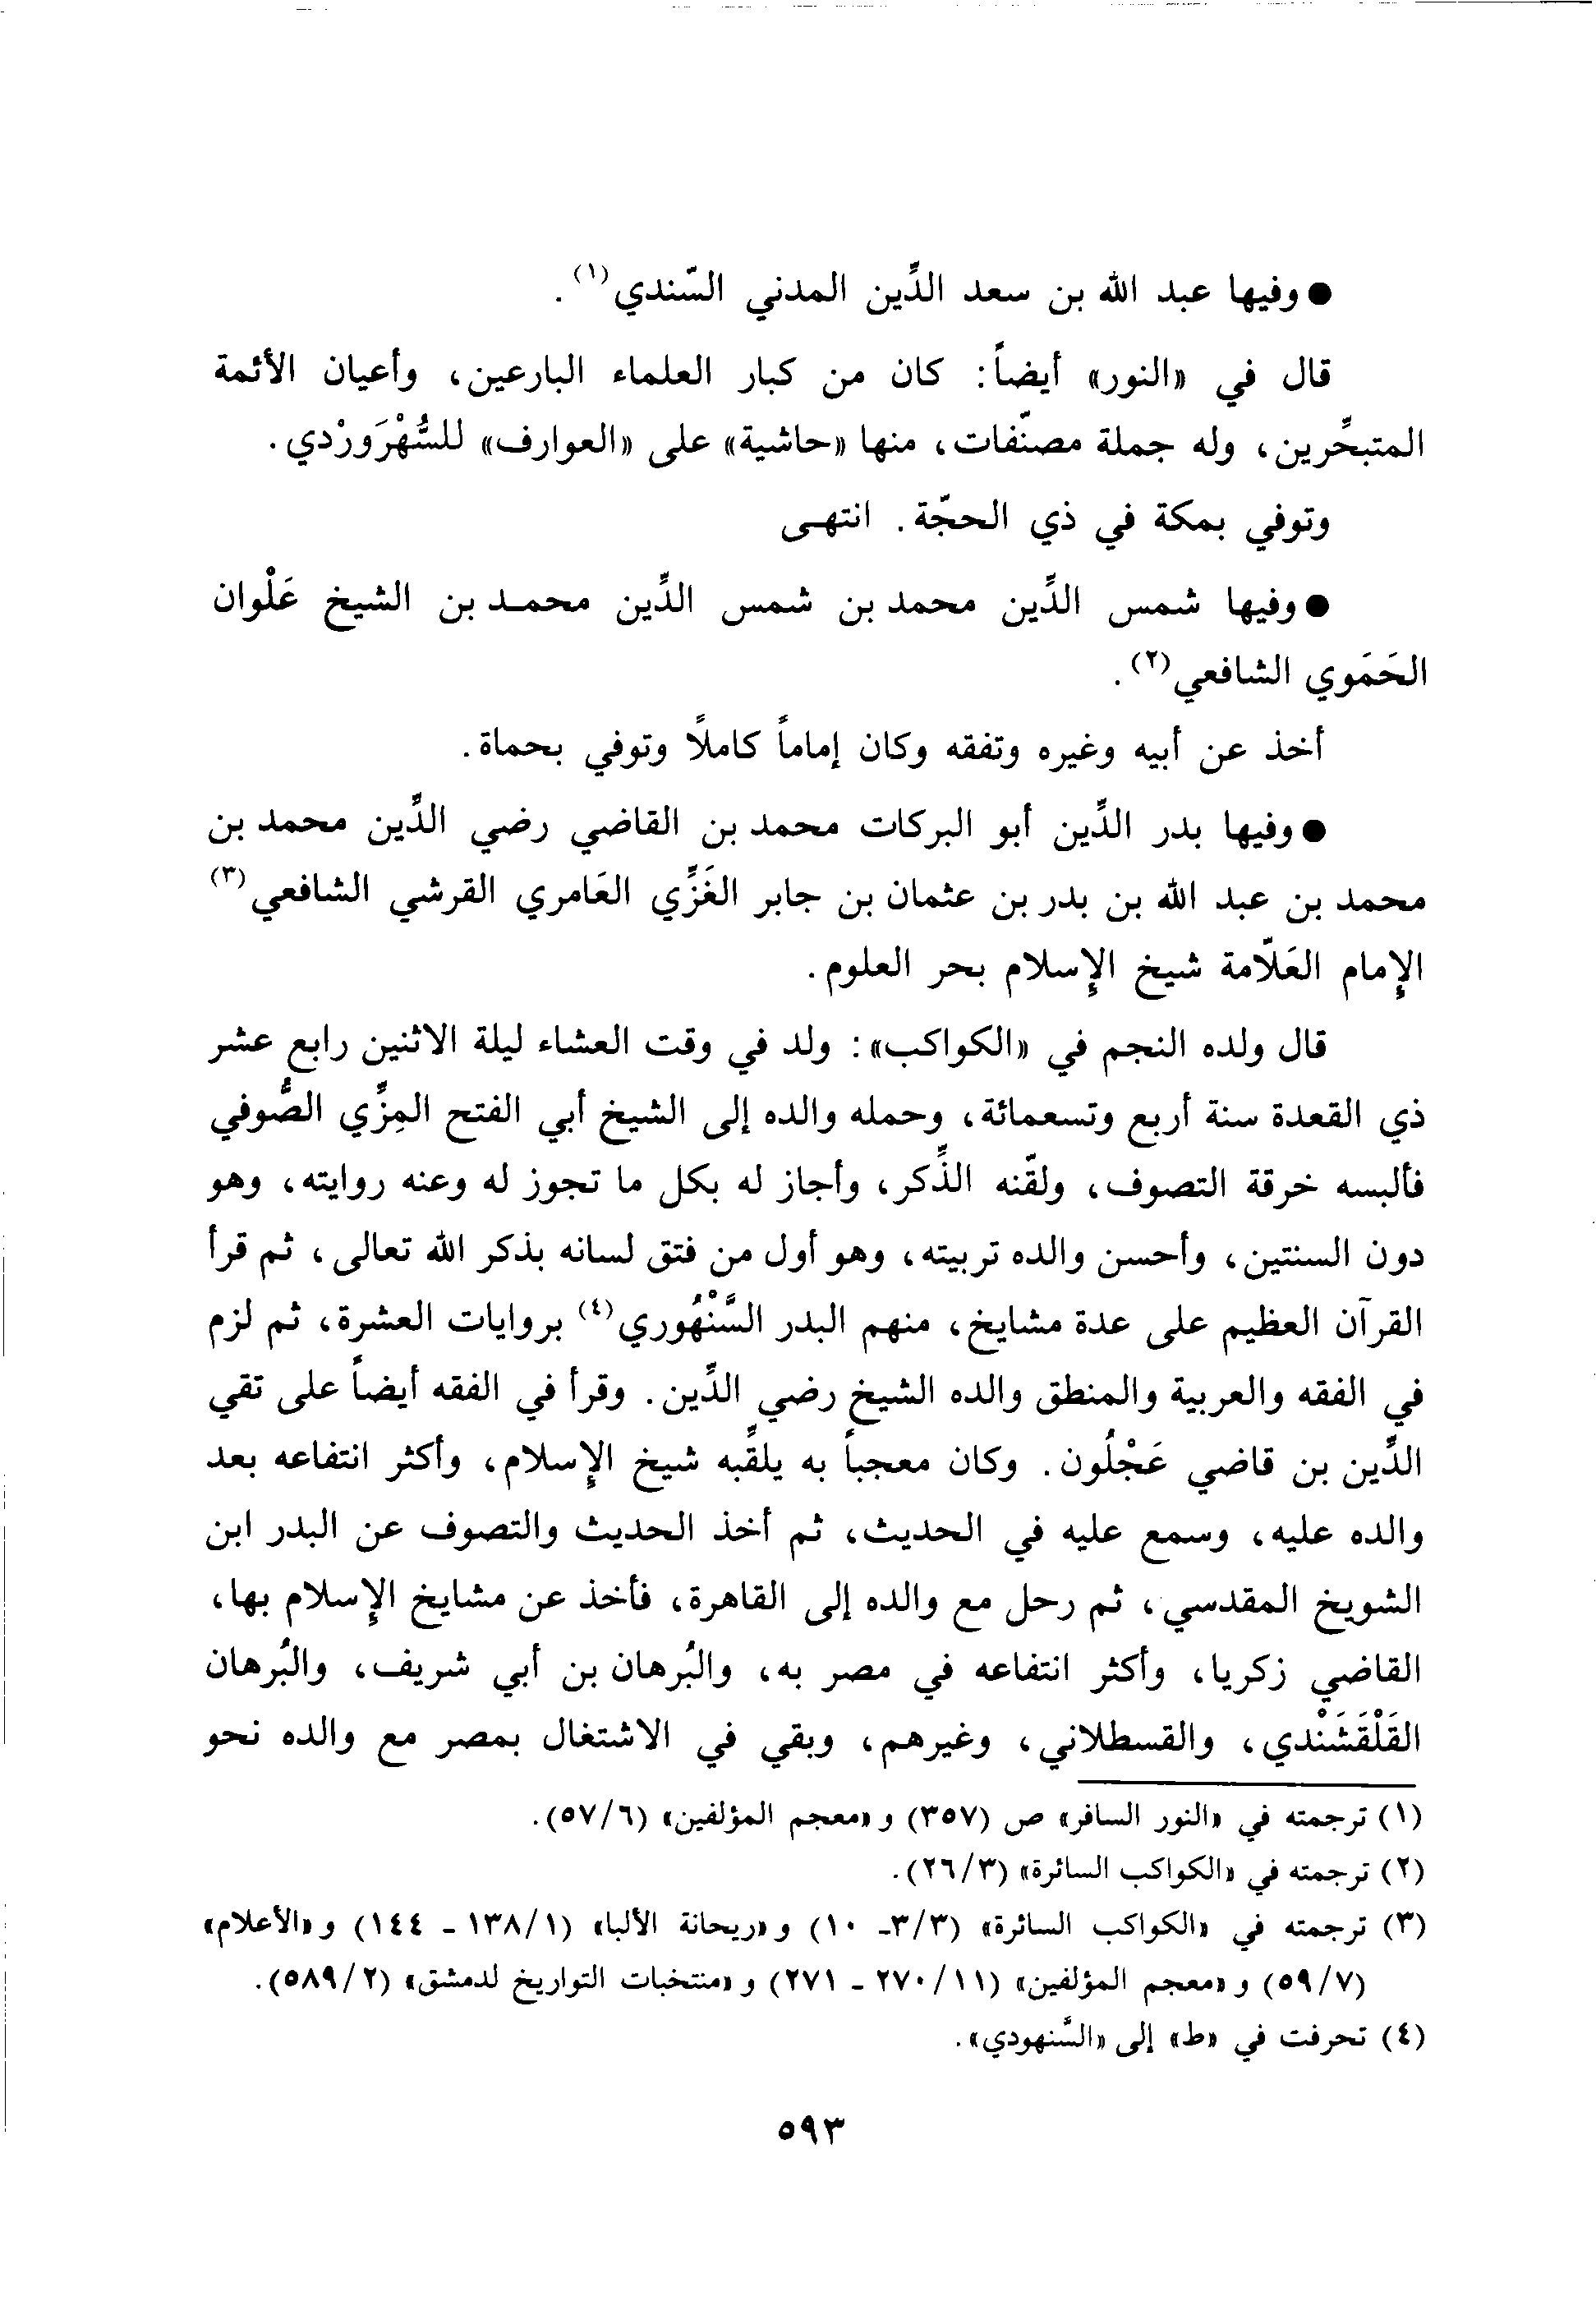 ● وفيها عبد الله بن سعد الدِّين المدني السّندي(١).
قال في «النور» أيضاً: كان من كبار العلماء البارعين، وأعيان الأئمة
المتبحِّرين، وله جملة مصنّفات، منها «حاشية» على «العوارف» للسُّهْرَورْدي.
وتوفي بمكة في ذي الحجّة. انتهى
● وفيها شمس الدِّين محمد بن شمس الدِّين محمد بن الشيخ عَلْوان
الحَمَوي الشافعي(٢).
أخذ عن أبيه وغيره وتفقه وكان إماماً كاملاً وتوفي بحماة.
● وفيها بدر الدِّين أبو البركات محمد بن القاضي رضي الدِّين محمد بن
محمد بن عبد الله بن بدر بن عثمان بن جابر الغَزِّي العَامري القرشي الشافعي(٣)
الإِمام العَلّامة شيخ الإِسلام بحر العلوم.
قال ولده النجم في «الكواكب»: ولد في وقت العشاء ليلة الاثنين رابع عشر
ذي القعدة سنة أربع وتسعمائة، وحمله والده إلى الشيخ أبي الفتح المِزِّي الصُّوفي
فألبسه خرقة التصوف، ولقّنه الذِّكر، وأجاز له بكل ما تجوز له وعنه روايته، وهو
دون السنتين، وأحسن والده تربيته، وهو أول من فتق لسانه بذكر الله تعالى، ثم قرأ
القرآن العظيم على عدة مشايخ، منهم البدر السَّنْهُوري(٤) بروايات العشرة، ثم لزم
في الفقه والعربية والمنطق والده الشيخ رضي الدِّين. وقرأ في الفقه أيضاً على تقي
الدِّين بن قاضي عَجْلُون. وكان معجباً به يلقِّبه شيخ الإِسلام، وأكثر انتفاعه بعد
والده عليه، وسمع عليه في الحديث، ثم أخذ الحديث والتصوف عن البدر ابن
الشويخ المقدسي، ثم رحل مع والده إلى القاهرة، فأخذ عن مشايخ الإِسلام بها،
القاضي زكريا، وأكثر انتفاعه في مصر به، والبُرهان بن أبي شريف، والبُرهان
القَلْقَشَنْدي، والقسطلاني، وغيرهم، وبقي في الاشتغال بمصر مع والده نحو
(١) ترجمته في «النور السافر» ص (٣٥٧) و «معجم المؤلفين» (٥٧/٦).
(٢) ترجمته في «الكواكب السائرة» (٢٦/٣).
(٣) ترجمته في «الكواكب السائرة» (٣/٣- ١٠) و «ريحانة الألبا» (١٣٨/١ - ١٤٤) و «الأعلام»
(٥٩/٧) و «معجم المؤلفين» (٢٧٠/١١ - ٢٧١) و «منتخبات التواريخ لدمشق» (٥٨٩/٢).
(٤) تحرفت في «ط» إلى «السَّنهودي».
٥٩٣